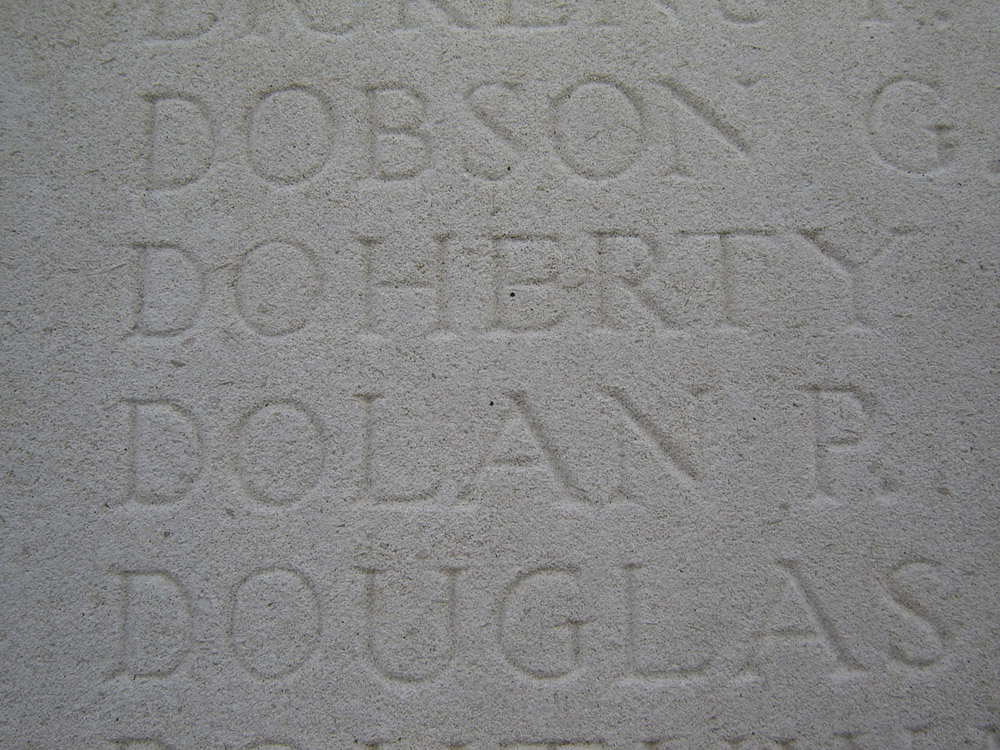 DOBSON G.
DOHERTY
DOLAN P.
DOUGLAS